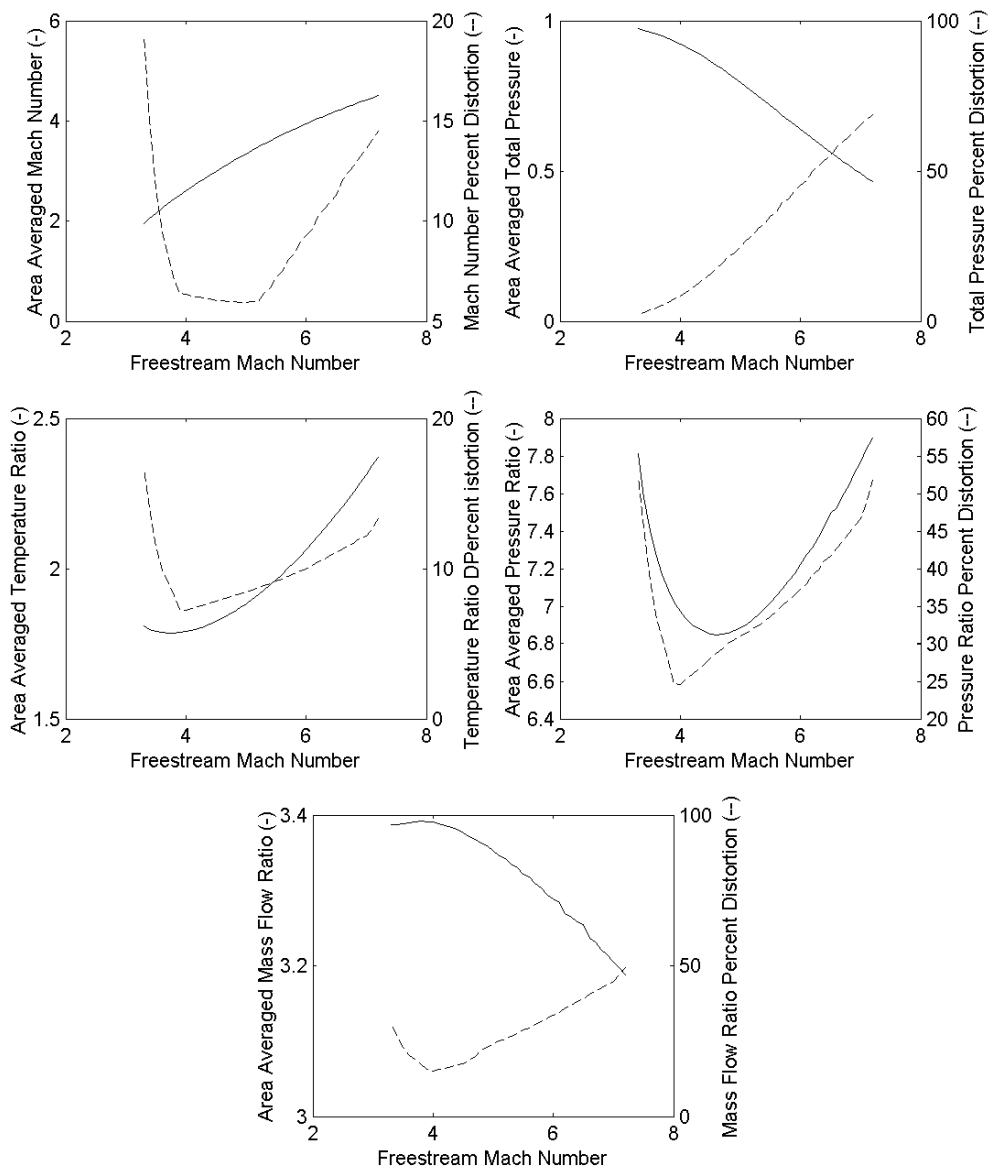 Area Averaged Mach Number (-)
6
4
2
0
20
15
10
5
Mach Number Percent Distortion (--)
2 4 6 8
Freestream Mach Number
Area Averaged Total Pressure (-)
1
0.5
0
100
50
0
Total Pressure Percent Distortion (--)
2 4 6 8
Freestream Mach Number
Area Averaged Temperature Ratio (-)
2.5
2
1.5
20
10
0
Temperature Ratio DPercent istortion (--)
2 4 6 8
Freestream Mach Number
Area Averaged Pressure Ratio (-)
8
7.8
7.6
7.4
7.2
7
6.8
6.6
6.4
60
55
50
45
40
35
30
25
20
Pressure Ratio Percent Distortion (--)
2 4 6 8
Freestream Mach Number
Area Averaged Mass Flow Ratio (-)
3.4
3.2
3
100
50
0
Mass Flow Ratio Percent Distortion (--)
2 4 6 8
Freestream Mach Number